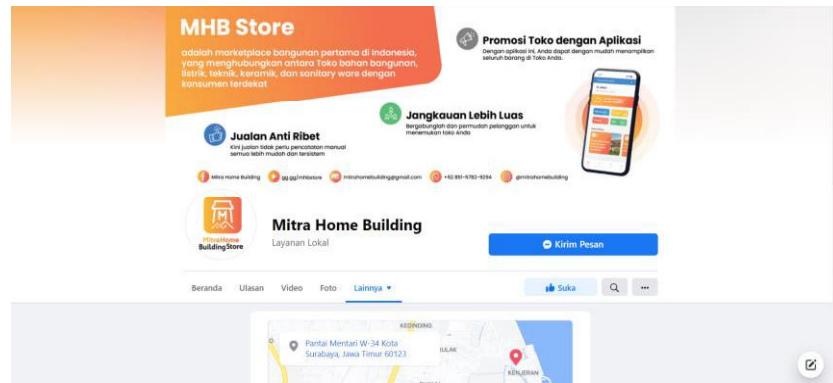 MHB Store
adalah marketplace bangunan pertama di Indonesia,
yang menghubungkan antara Toko bahan bangunan,
listrik, teknik, keramik, dan sanitary ware dengan
konsumen terdekat
Promosi Toko dengan Aplikasi
Dengan aplikasi ini, Anda dapat dengan mudah menampilkan
seluruh barang di Toko Anda.
Jangkauan Lebih Luas
Bergabunglah dan permudah pelanggan untuk
menemukan toko Anda
Jualan Anti Ribet
Kini jualan tidak perlu pencatatan manual
semua lebih mudah dan tersistem
Mitra Home Building
gg.gg/mhbstore
mitrahomebuilding@gmail.com
@mitrahomebuilding
MitraHome
BuildingStore
Mitra Home Building
Layanan Lokal
Kirim Pesan
Beranda Ulasan Video Foto Lainnya
Suka
KEDINDING
Pantai Mentari W-34 Kota
Surabaya, Jawa Timur 60123
BULAK
KENJERAN